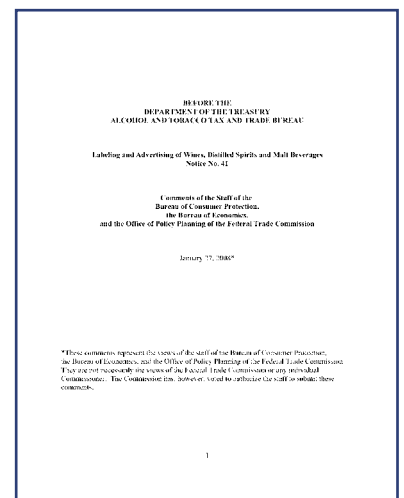 BEFORE THE
DEPARTMENT OF THE TREASURY
ALCOHOL AND TOBACCO TAX AND TRADE BUREAU
Labeling and Advertising of Wines, Distilled Spirits and Malt Beverages
Notice No. 41
Comments of the Staff of the
Bureau of Consumer Protection,
the Bureau of Economics,
and the Office of Policy Planning of the Federal Trade Commission
January 27, *
*These comments represent the views of the staff of the Bureau of Consumer Protection,
the Bureau of Economics, and the Office of Policy Planning of the Federal Trade Commission.
They are not necessarily the views of the Federal Trade Commission or any individual
Commissioner. The Commission has, however, voted to authorize the staff to submit these
comments.
1